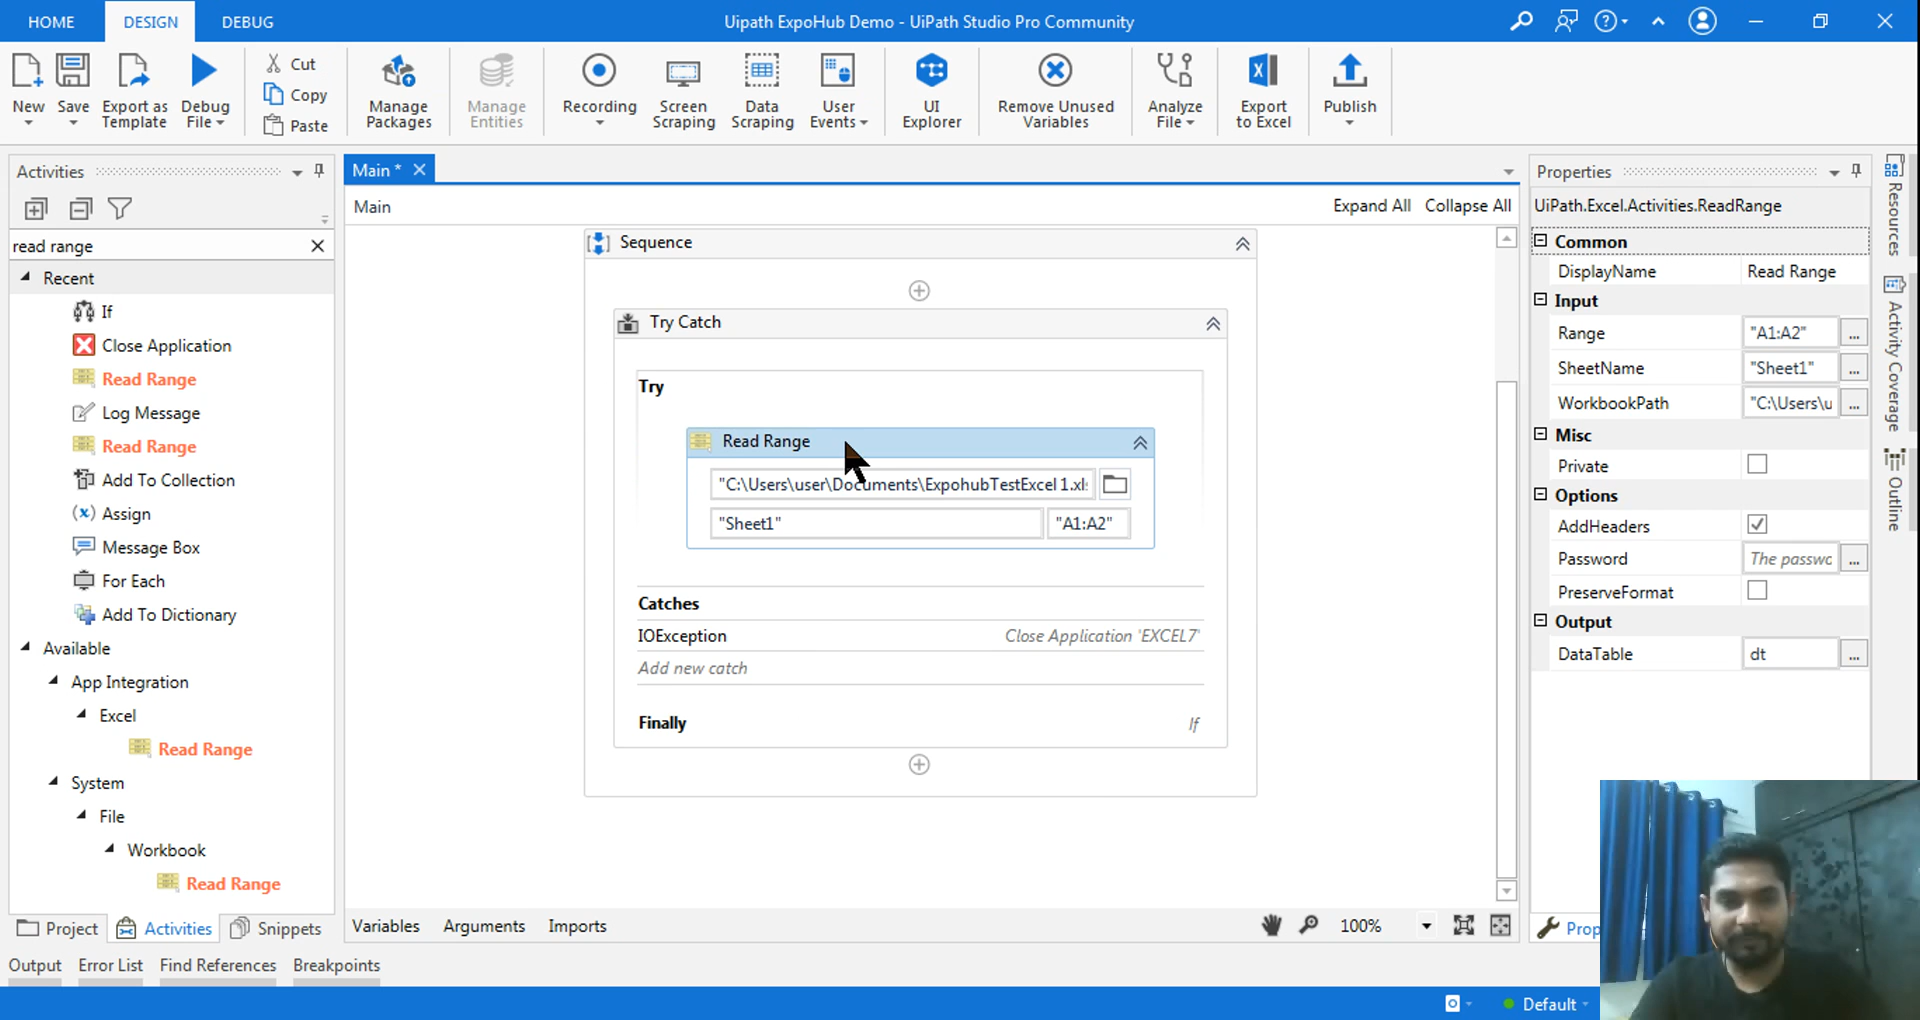 HOME DESIGN DEBUG Uipath ExpoHub Demo - UiPath Studio Pro Community
New Save Export as Template Debug File Cut Copy Paste Manage Packages Manage Entities Recording Screen Scraping Data Scraping User Events UI Explorer Remove Unused Variables Analyze File Export to Excel Publish
Activities
read range
Recent
If
Close Application
Read Range
Log Message
Read Range
Add To Collection
Assign
Message Box
For Each
Add To Dictionary
Available
App Integration
Excel
Read Range
System
File
Workbook
Read Range
Project Activities Snippets
Main *
Main Expand All Collapse All
Sequence
Try Catch
Try
Read Range
"C:\Users\user\Documents\ExpohubTestExcel1.xl
"Sheet1" "A1:A2"
Catches
IOException Close Application 'EXCEL7'
Add new catch
Finally If
Variables Arguments Imports 100%
Properties
UiPath.Excel.Activities.ReadRange
Common
DisplayName Read Range
Input
Range "A1:A2" ...
SheetName "Sheet1" ...
WorkbookPath "C:\Users\u ...
Misc
Private
Options
AddHeaders
Password The passwc ...
PreserveFormat
Output
DataTable dt ...
Prop
Resources
Activity Coverage
Outline
Output Error List Find References Breakpoints
Default